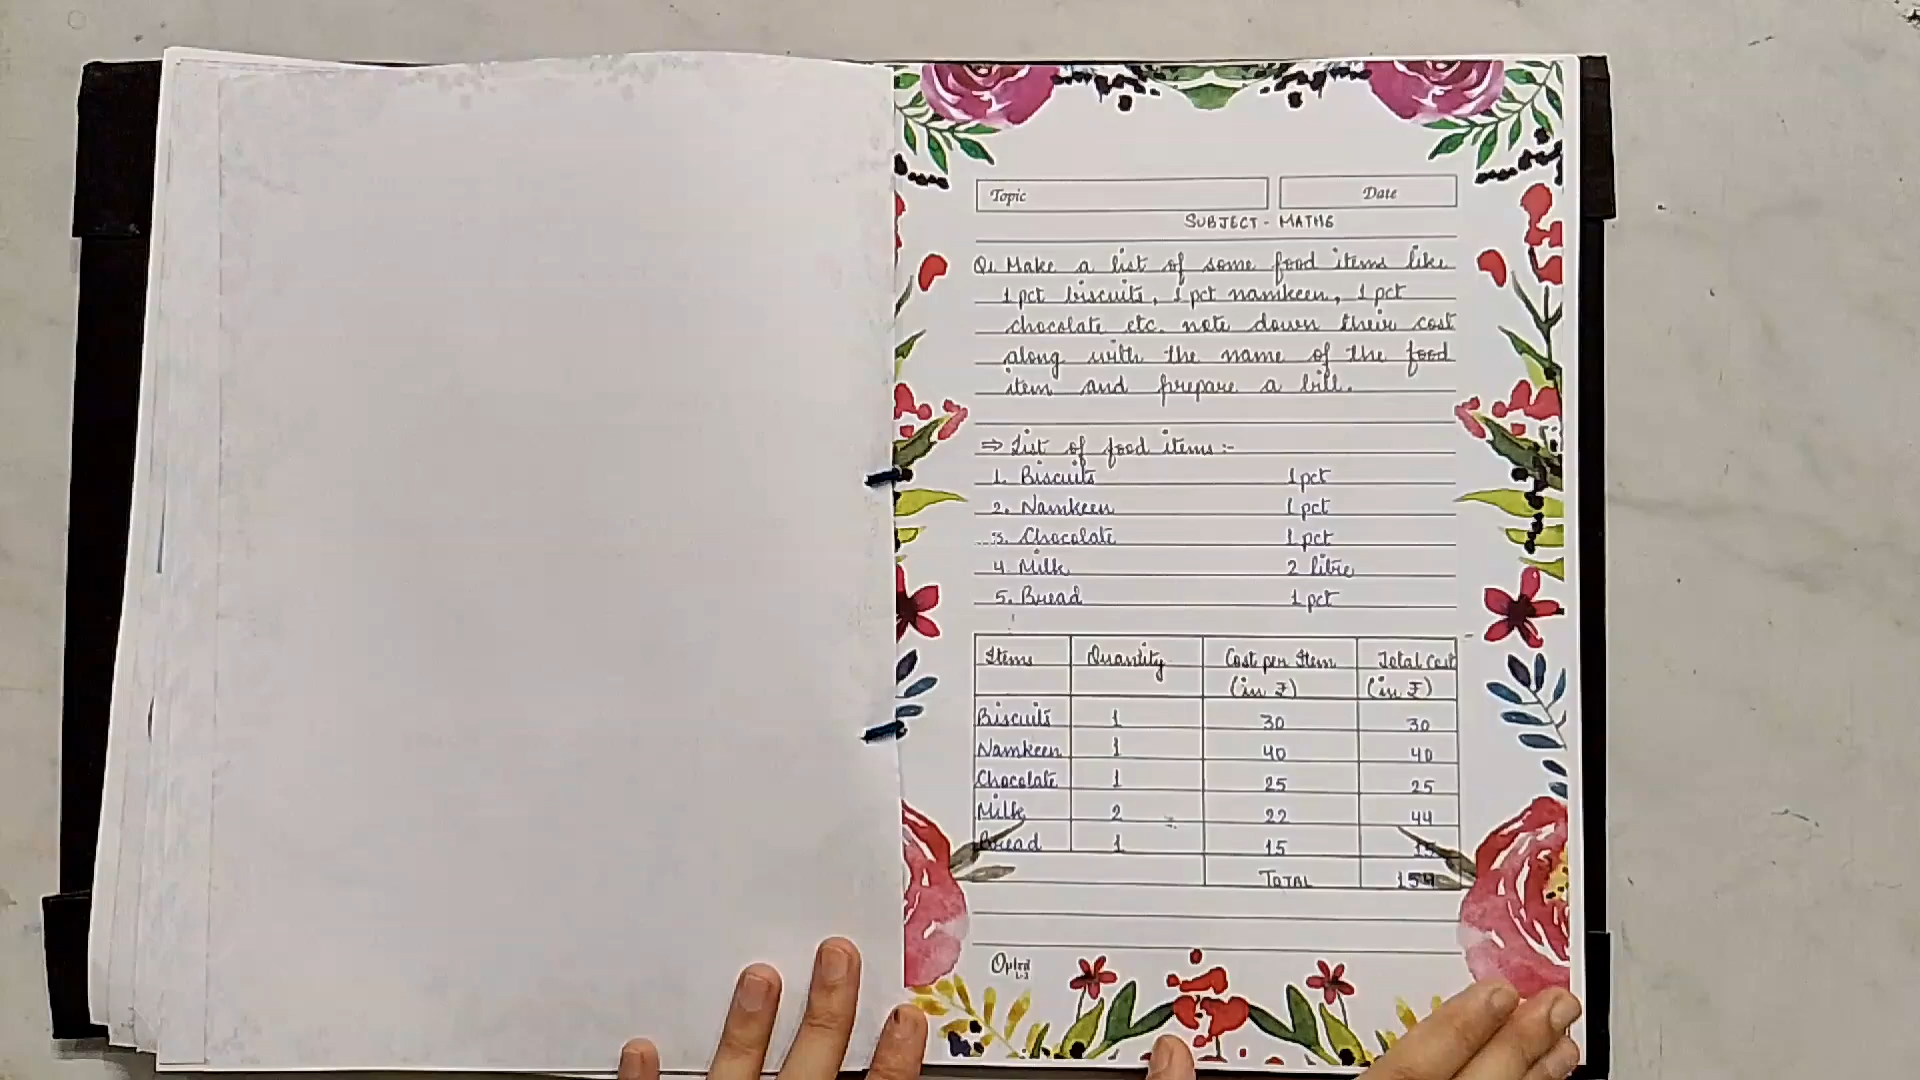 Topic
Date
SUBJECT - MATHS
Q1 Make a list of some food items like
1 pct biscuits, 1 pct namkeen, 1 pct
chocolate etc. note down their cost
along with the name of the food
item and prepare a bill.
⇒ List of food items :-
1. Biscuits 1 pct
2. Namkeen 1 pct
3. Chocolate 1 pct
4. Milk 2 litre
5. Bread 1 pct
Items Quantity Cost per Item Total Cost
(in ₹) (in ₹)
Biscuits 1 30 30
Namkeen 1 40 40
Chocolate 1 25 25
Milk 2 22 44
Bread 1 15 15
TOTAL 154